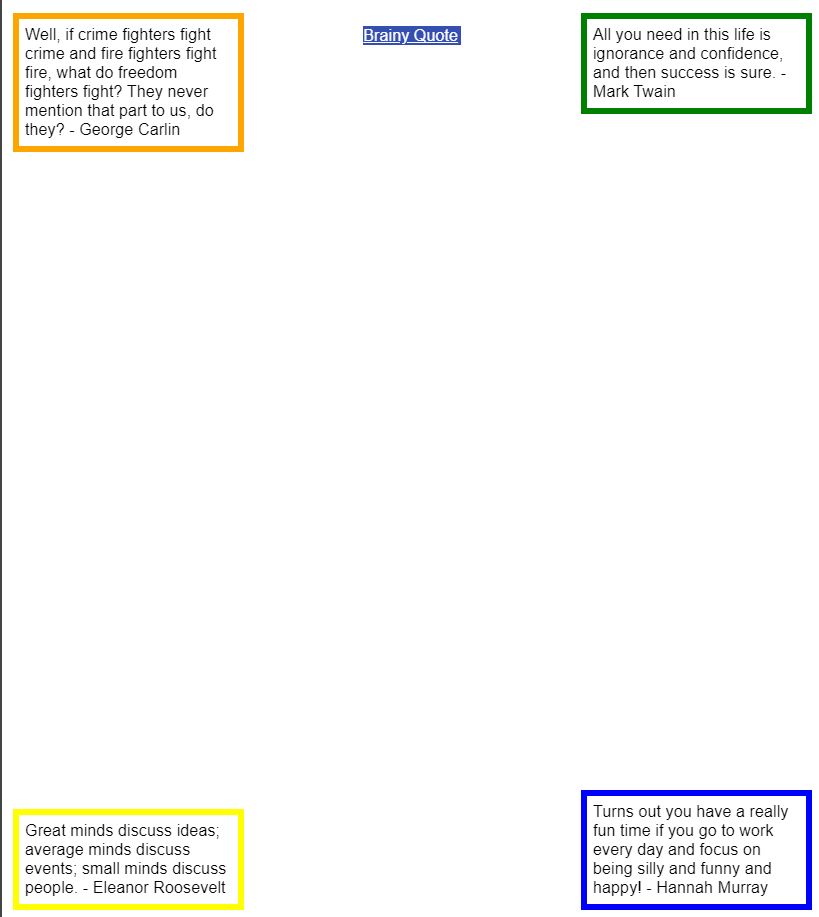 Well, if crime fighters fight
crime and fire fighters fight
fire, what do freedom
fighters fight? They never
mention that part to us, do
they? - George Carlin
Brainy Quote
All you need in this life is
ignorance and confidence,
and then success is sure. -
Mark Twain
Great minds discuss ideas;
average minds discuss
events; small minds discuss
people. - Eleanor Roosevelt
Turns out you have a really
fun time if you go to work
every day and focus on
being silly and funny and
happy! - Hannah Murray